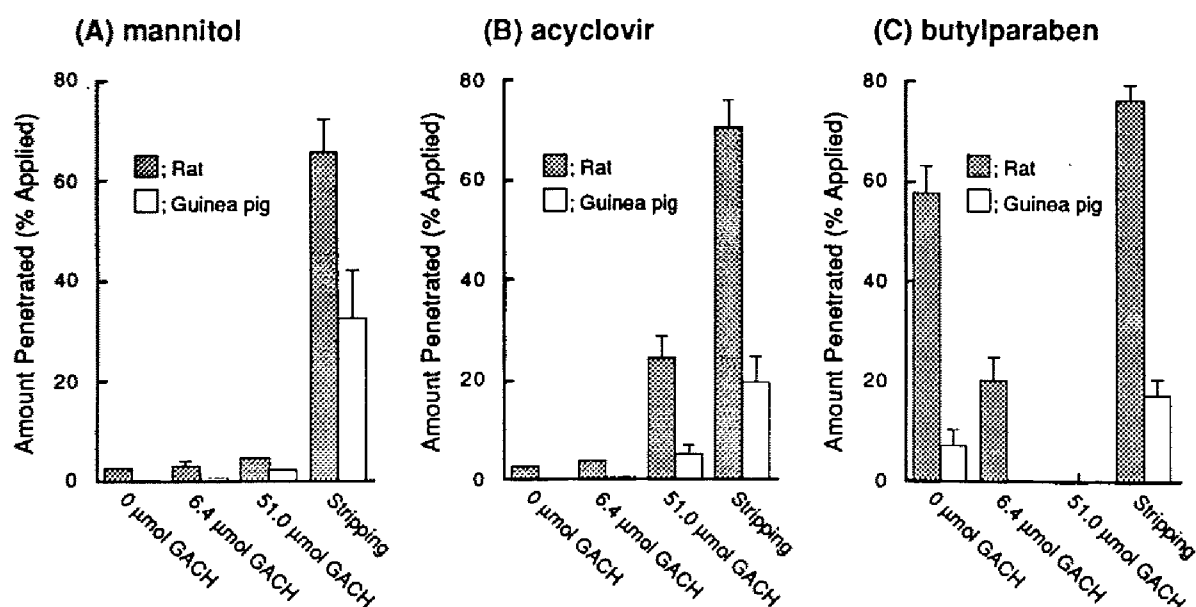 (A) mannitol
Amount Penetrated (% Applied)
80
60
40
20
0
; Rat
; Guinea pig
0 µmol GACH
6.4 µmol GACH
51.0 µmol GACH
Stripping
(B) acyclovir
Amount Penetrated (% Applied)
80
60
40
20
0
; Rat
; Guinea pig
0 µmol GACH
6.4 µmol GACH
51.0 µmol GACH
Stripping
(C) butylparaben
Amount Penetrated (% Applied)
80
60
40
20
0
; Rat
; Guinea pig
0 µmol GACH
6.4 µmol GACH
51.0 µmol GACH
Stripping